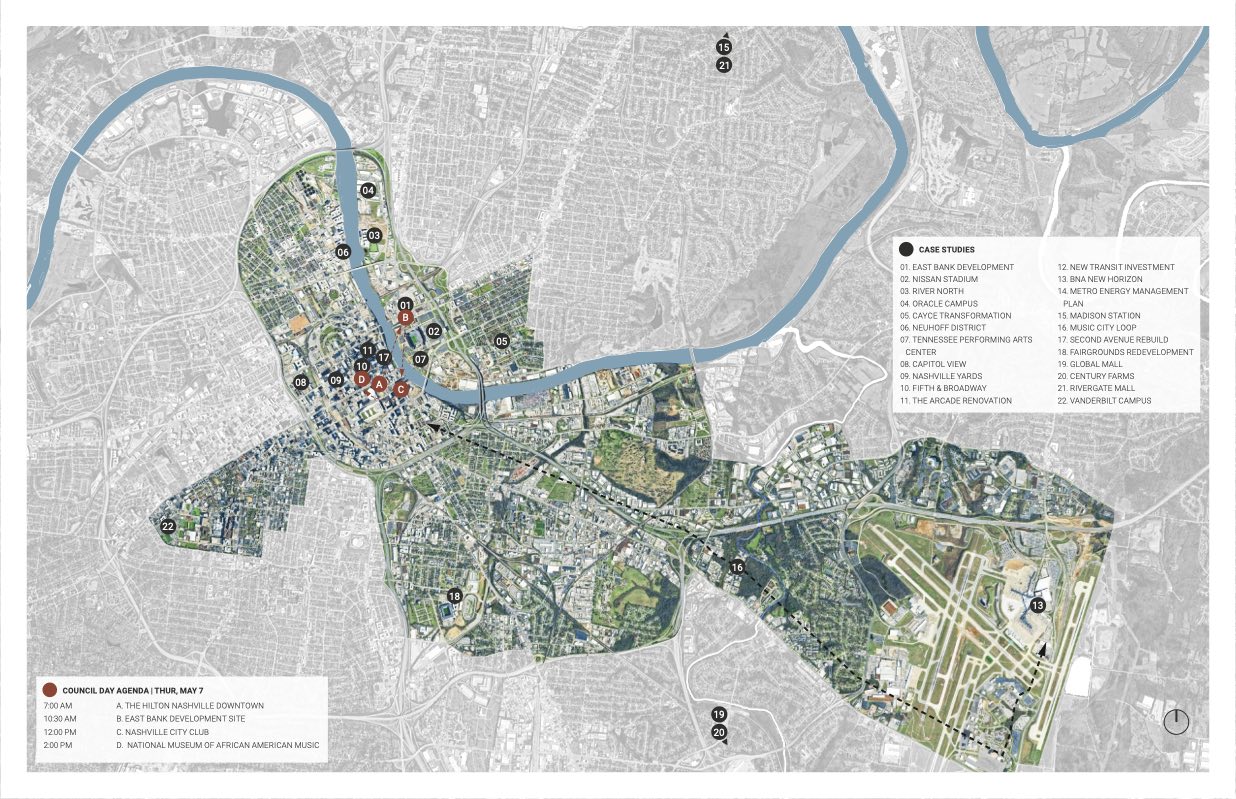 15
21
04
03
06
01
B
02
05
11
17
07
10
08
09
D
A
C
22
16
18
13
19
20
CASE STUDIES
01. EAST BANK DEVELOPMENT
02. NISSAN STADIUM
03. RIVER NORTH
04. ORACLE CAMPUS
05. CAYCE TRANSFORMATION
06. NEUHOFF DISTRICT
07. TENNESSEE PERFORMING ARTS
CENTER
08. CAPITOL VIEW
09. NASHVILLE YARDS
10. FIFTH & BROADWAY
11. THE ARCADE RENOVATION
12. NEW TRANSIT INVESTMENT
13. BNA NEW HORIZON
14. METRO ENERGY MANAGEMENT
PLAN
15. MADISON STATION
16. MUSIC CITY LOOP
17. SECOND AVENUE REBUILD
18. FAIRGROUNDS REDEVELOPMENT
19. GLOBAL MALL
20. CENTURY FARMS
21. RIVERGATE MALL
22. VANDERBILT CAMPUS
COUNCIL DAY AGENDA | THUR, MAY 7
7:00 AM A. THE HILTON NASHVILLE DOWNTOWN
10:30 AM B. EAST BANK DEVELOPMENT SITE
12:00 PM C. NASHVILLE CITY CLUB
2:00 PM D. NATIONAL MUSEUM OF AFRICAN AMERICAN MUSIC